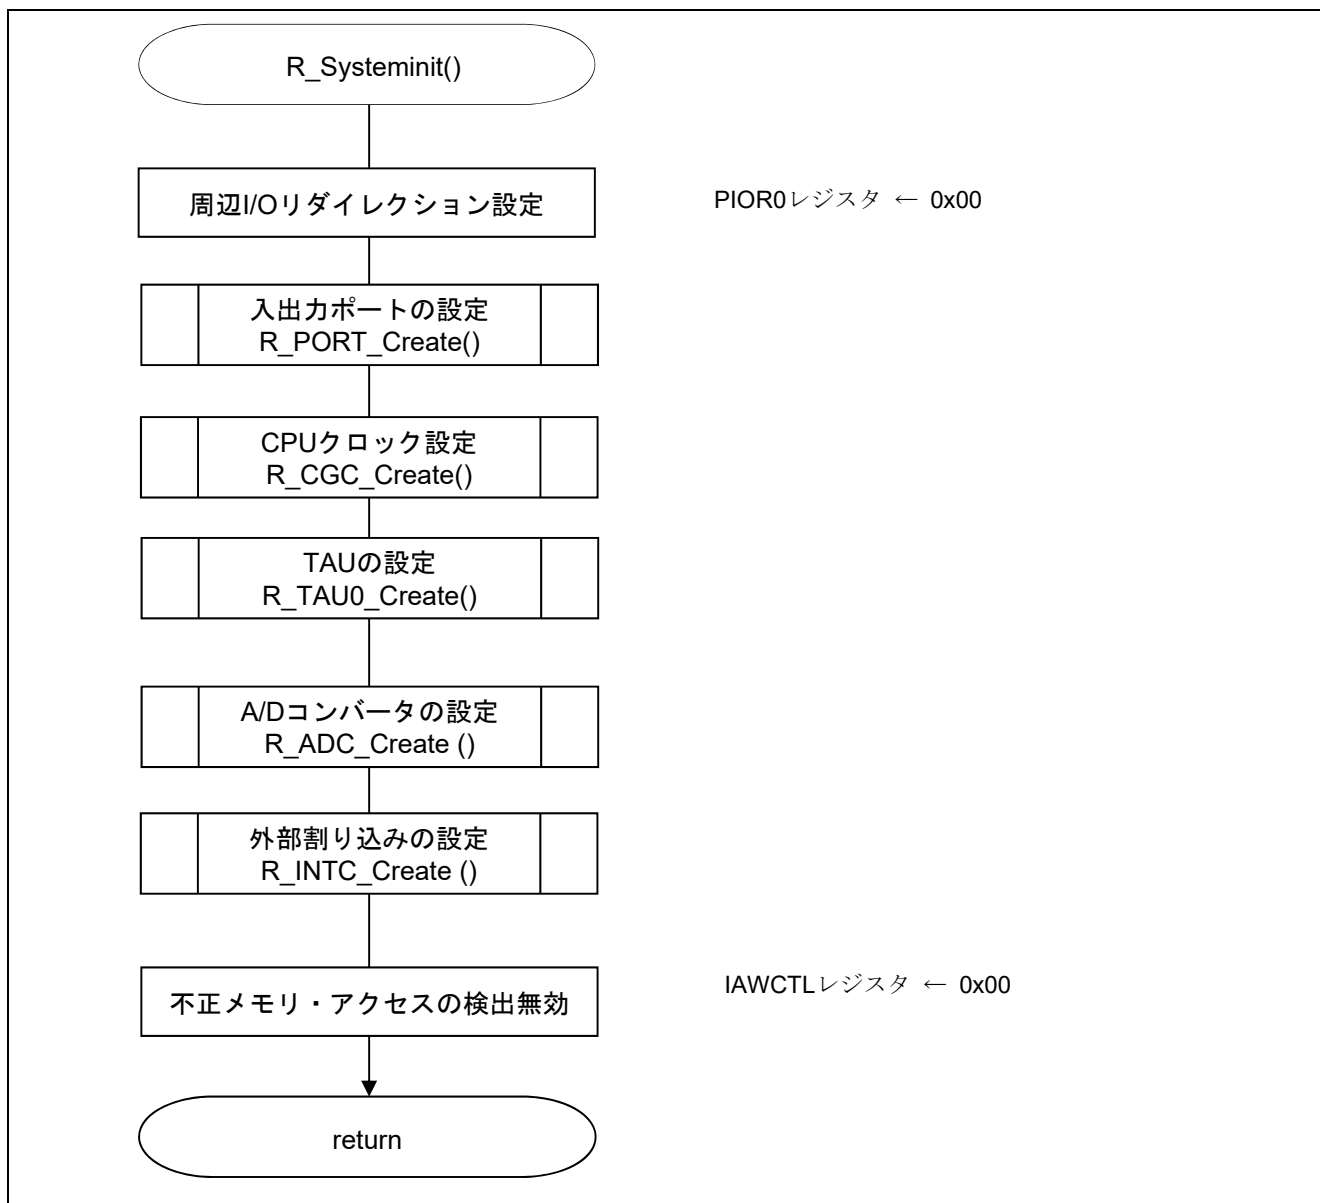 R_Systeminit()
周辺I/Oリダイレクション設定
PIOR0レジスタ ← 0x00
入出力ポートの設定
R_PORT_Create()
CPUクロック設定
R_CGC_Create()
TAUの設定
R_TAU0_Create()
A/Dコンバータの設定
R_ADC_Create ()
外部割り込みの設定
R_INTC_Create ()
不正メモリ・アクセスの検出無効
IAWCTLレジスタ ← 0x00
return